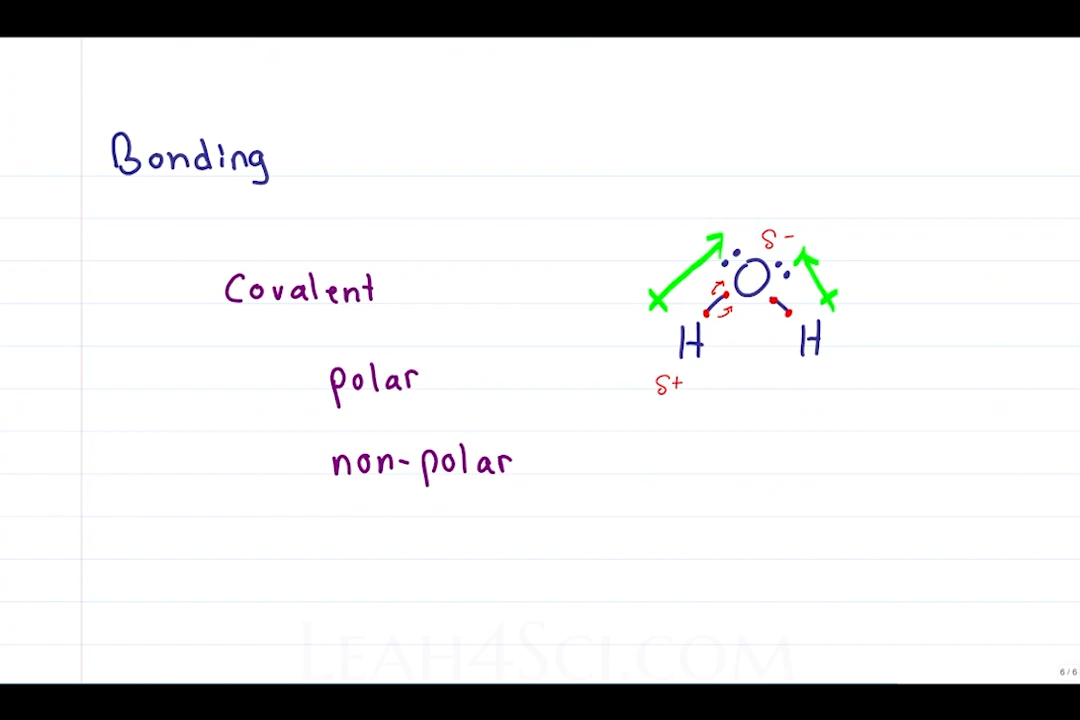 Bonding
Covalent
polar
non-polar
δ-
O
H H
δ+
LEAH4SCI.COM
6 / 6